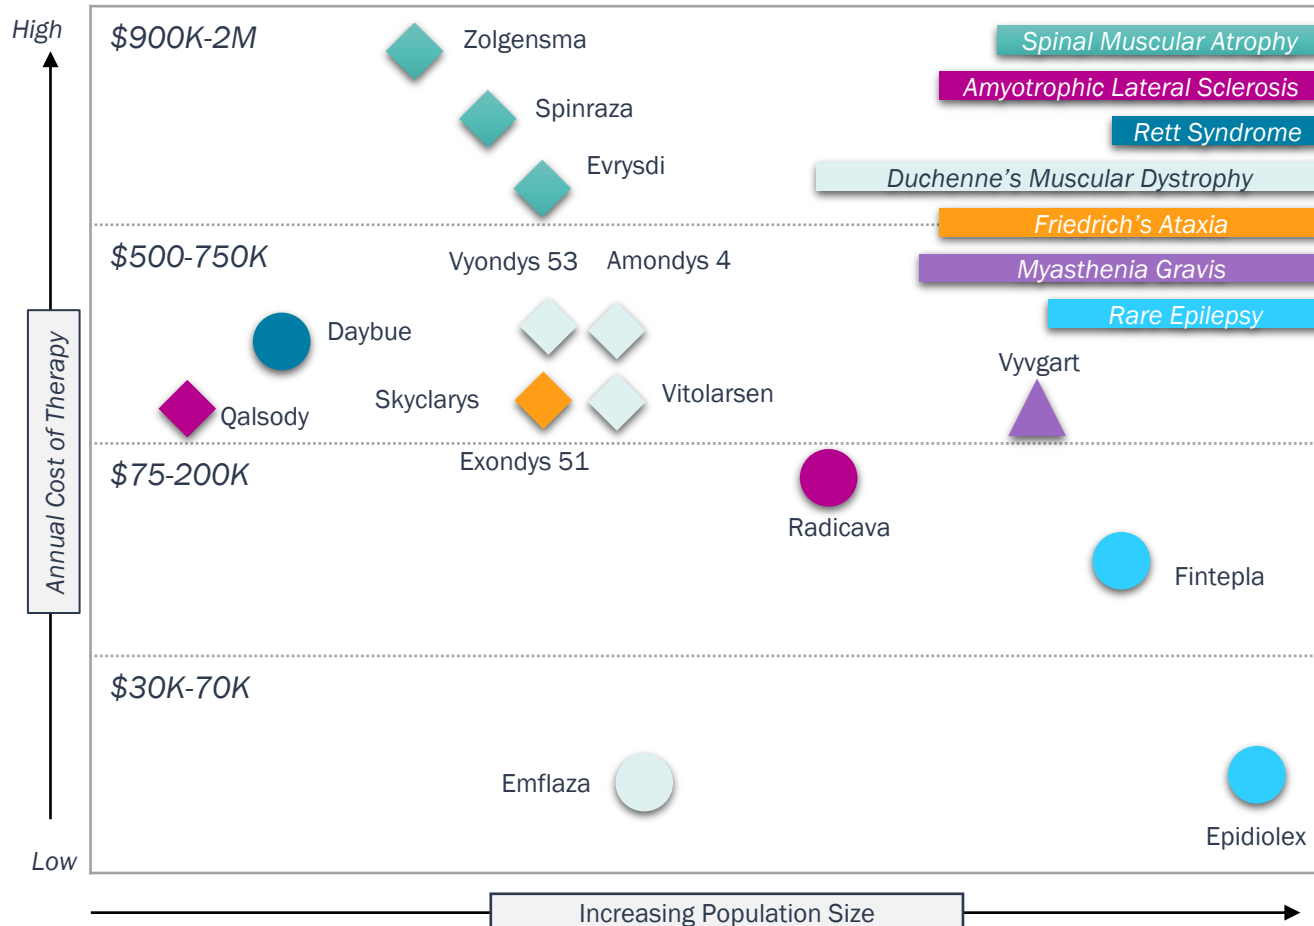 High
$900K-2M
Zolgensma
Spinal Muscular Atrophy
Amyotrophic Lateral Sclerosis
Spinraza
Rett Syndrome
Evrysdi
Duchenne's Muscular Dystrophy
Friedrich's Ataxia
$500-750K
Vyondys 53
Amondys 4
Myasthenia Gravis
Rare Epilepsy
Daybue
Vyvgart
Skyclarys
Vitolarsen
Qalsody
Exondys 51
$75-200K
Radicava
Fintepla
Annual Cost of Therapy
$30K-70K
Emflaza
Epidiolex
Low
Increasing Population Size